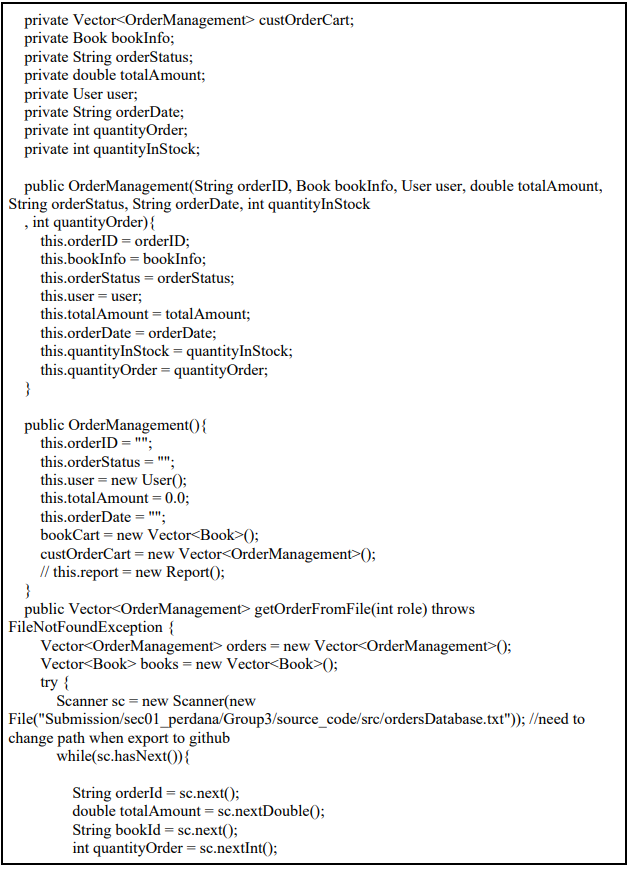 private Vector<OrderManagement> custOrderCart;
private Book bookInfo;
private String orderStatus;
private double totalAmount;
private User user;
private String orderDate;
private int quantityOrder;
private int quantityInStock;
public OrderManagement(String orderID, Book bookInfo, User user, double totalAmount,
String orderStatus, String orderDate, int quantityInStock
, int quantityOrder){
this.orderID = orderID;
this.bookInfo = bookInfo;
this.orderStatus = orderStatus;
this.user = user;
this.totalAmount = totalAmount;
this.orderDate = orderDate;
this.quantityInStock = quantityInStock;
this.quantityOrder = quantityOrder;
}
public OrderManagement(){
this.orderID = "";
this.orderStatus = "";
this.user = new User();
this.totalAmount = 0.0;
this.orderDate = "";
bookCart = new Vector<Book>();
custOrderCart = new Vector<OrderManagement>();
// this.report = new Report();
}
public Vector<OrderManagement> getOrderFromFile(int role) throws
FileNotFoundException {
Vector<OrderManagement> orders = new Vector<OrderManagement>();
Vector<Book> books = new Vector<Book>();
try {
Scanner sc = new Scanner(new
File("Submission/sec01_perdana/Group3/source_code/src/ordersDatabase.txt")); //need to
change path when export to github
while(sc.hasNext()){
String orderId = sc.next();
double totalAmount = sc.nextDouble();
String bookId = sc.next();
int quantityOrder = sc.nextInt();